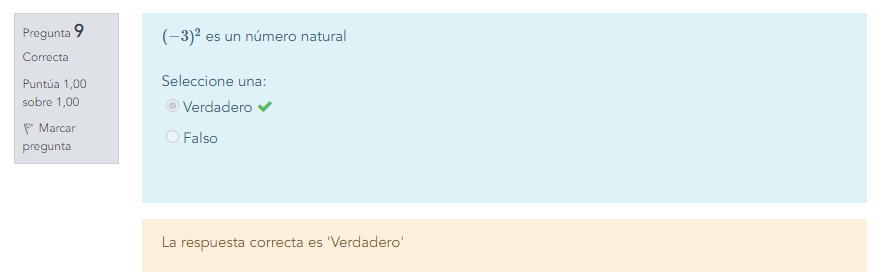 Pregunta 9
Correcta
Puntúa 1,00
sobre 1,00
Marcar
pregunta
(−3)² es un número natural
Seleccione una:
Verdadero
Falso
La respuesta correcta es 'Verdadero'